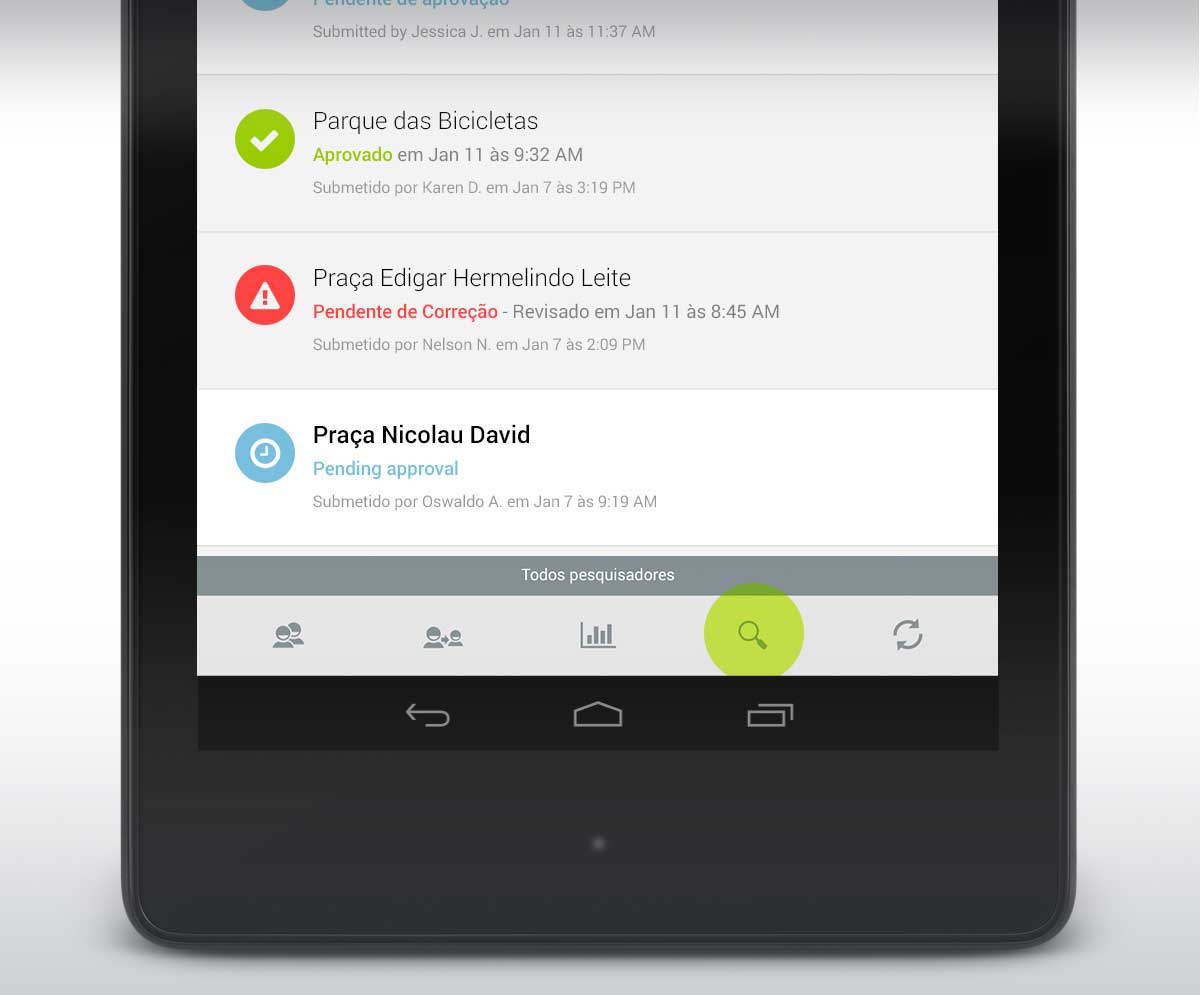 Pendente de aprovação
Submitted by Jessica J. em Jan 11 às 11:37 AM
Parque das Bicicletas
Aprovado em Jan 11 às 9:32 AM
Submetido por Karen D. em Jan 7 às 3:19 PM
Praça Edigar Hermelindo Leite
Pendente de Correção - Revisado em Jan 11 às 8:45 AM
Submetido por Nelson N. em Jan 7 às 2:09 PM
Praça Nicolau David
Pending approval
Submetido por Oswaldo A. em Jan 7 às 9:19 AM
Todos pesquisadores